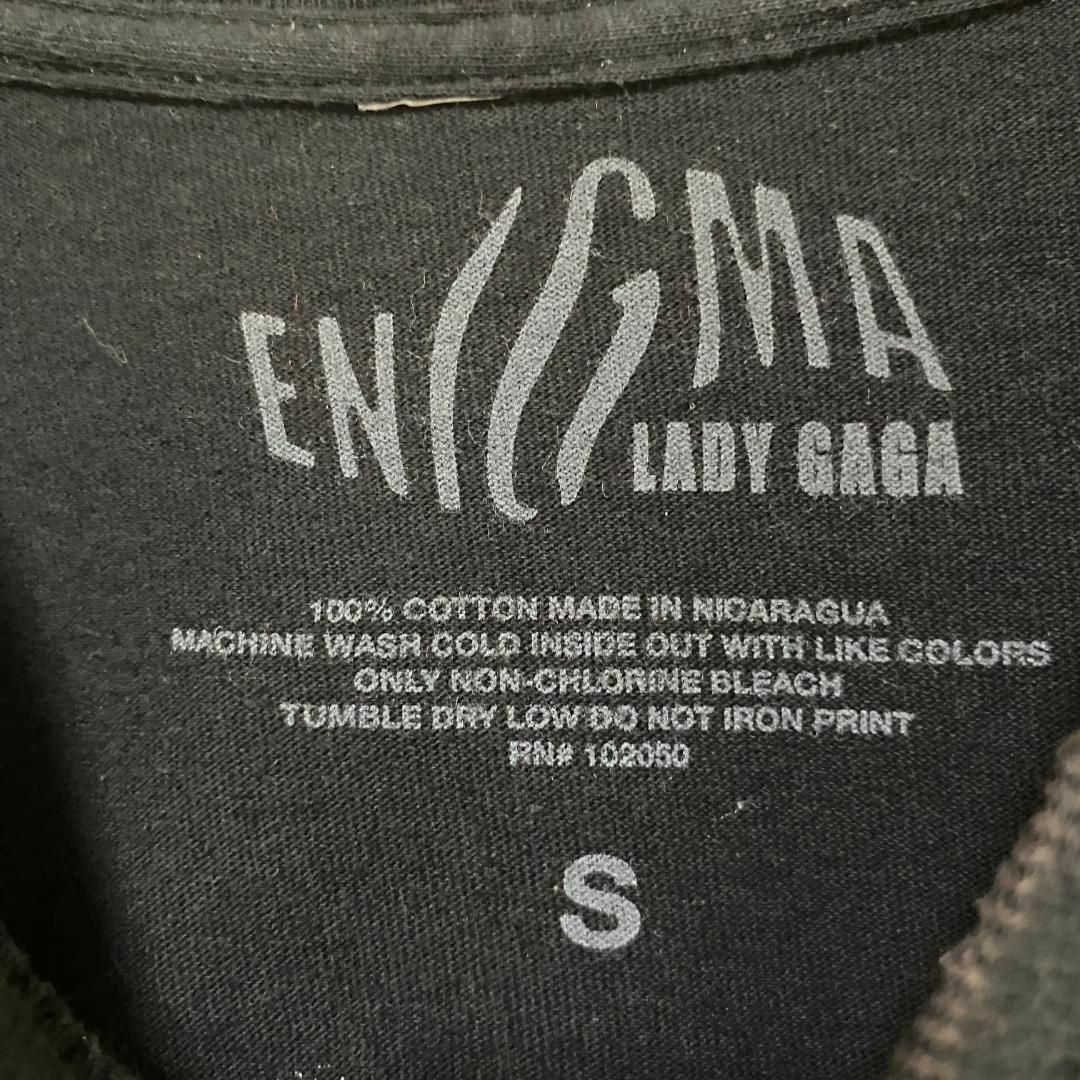 ENIGMA
LADY GAGA
100% COTTON MADE IN NICARAGUA
MACHINE WASH COLD INSIDE OUT WITH LIKE COLORS
ONLY NON-CHLORINE BLEACH
TUMBLE DRY LOW DO NOT IRON PRINT
RN# 102050
S